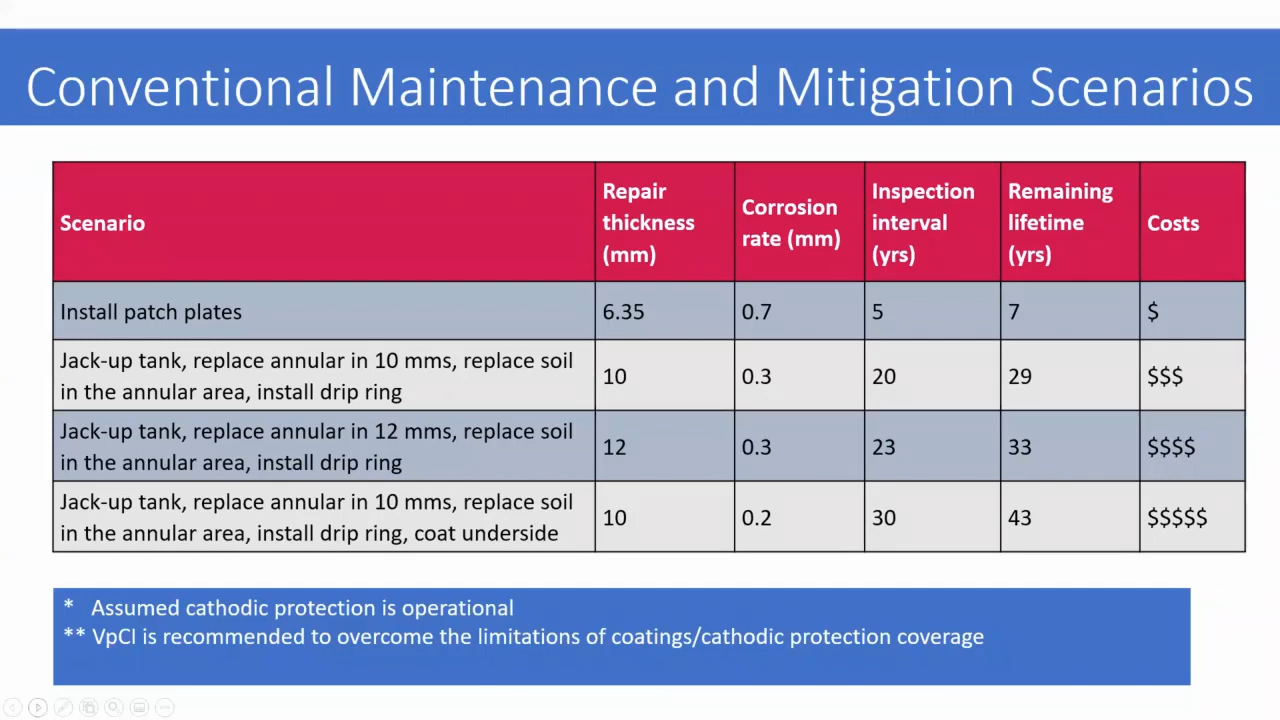 Conventional Maintenance and Mitigation Scenarios
Scenario
Repair
thickness
(mm)
Corrosion
rate (mm)
Inspection
interval
(yrs)
Remaining
lifetime
(yrs)
Costs
Install patch plates
6.35
0.7
5
7
$
Jack-up tank, replace annular in 10 mms, replace soil
in the annular area, install drip ring
10
0.3
20
29
$$$
Jack-up tank, replace annular in 12 mms, replace soil
in the annular area, install drip ring
12
0.3
23
33
$$$$
Jack-up tank, replace annular in 10 mms, replace soil
in the annular area, install drip ring, coat underside
10
0.2
30
43
$$$$$
* Assumed cathodic protection is operational
** VpCI is recommended to overcome the limitations of coatings/cathodic protection coverage